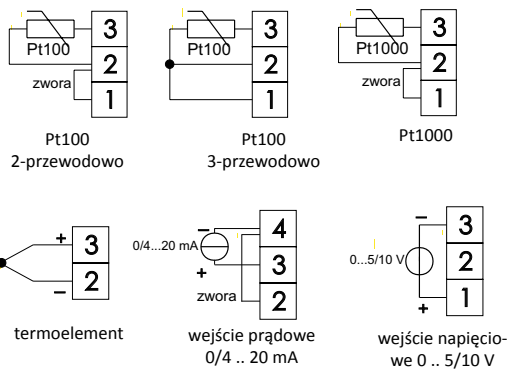 Pt100
3
2
zwora
1
Pt100
2-przewodowo
Pt100
3
2
1
Pt100
3-przewodowo
Pt1000
3
2
zwora
1
Pt1000
+
3
2
–
termoelement
–
4
0/4...20 mA
3
+
zwora
2
wejście prądowe
0/4 .. 20 mA
–
3
0...5/10 V
2
1
+
wejście napięcio-
we 0 .. 5/10 V